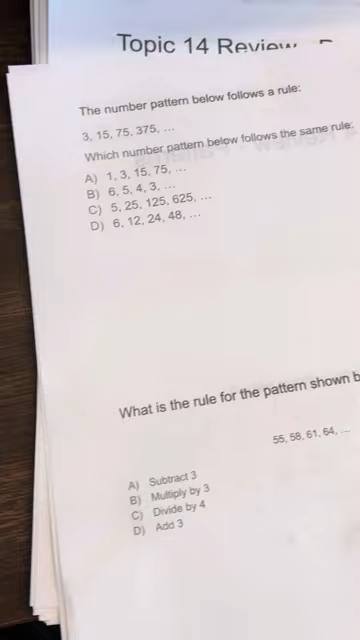 Topic 14 Review
The number pattern below follows a rule:
3, 15, 75, 375, ...
Which number pattern below follows the same rule:
A) 1, 3, 15, 75, ...
B) 6, 5, 4, 3, ...
C) 5, 25, 125, 625, ...
D) 6, 12, 24, 48, ...
What is the rule for the pattern shown
55, 58, 61, 64, ...
A) Subtract 3
B) Multiply by 3
C) Divide by 4
D) Add 3